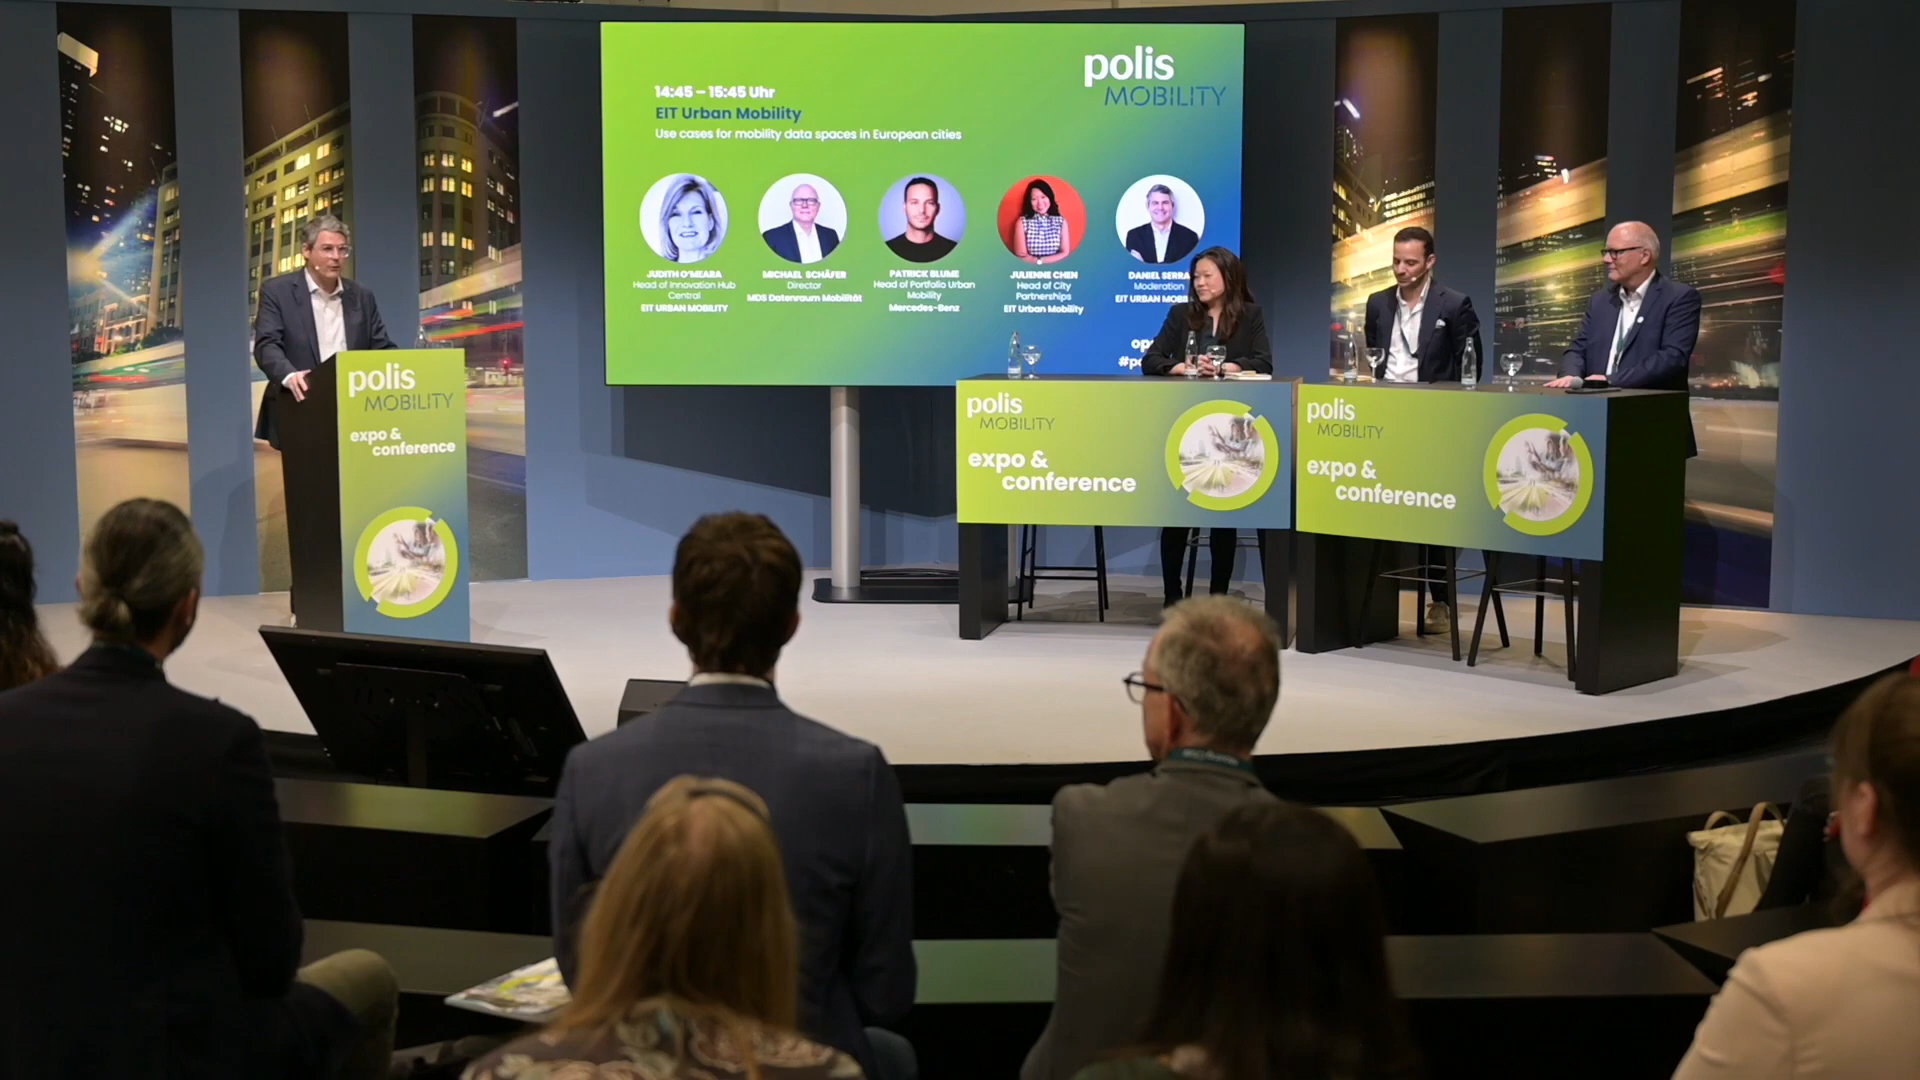 polis
MOBILITY
14:45 – 15:45 Uhr
EIT Urban Mobility
Use cases for mobility data spaces in European cities
JUDITH O'MEARA
Head of Innovation Hub
Central
EIT URBAN MOBILITY
MICHAEL SCHÄFER
Director
MDS Datenraum Mobilität
PATRICK BLUME
Head of Portfolio Urban
Mobility
Mercedes-Benz
JULIENNE CHEN
Head of City
Partnerships
EIT Urban Mobility
DANIEL SERRA
Moderation
EIT URBAN
polis
MOBILITY
expo &
conference
polis
MOBILITY
expo &
conference
polis
MOBILITY
expo &
conference